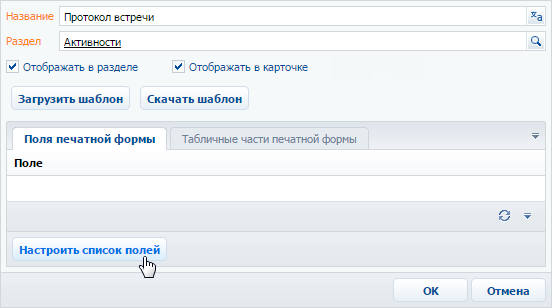 Название Протокол встречи
Раздел Активности
Отображать в разделе Отображать в карточке
Загрузить шаблон Скачать шаблон
Поля печатной формы Табличные части печатной формы
Поле
Настроить список полей
ОК Отмена